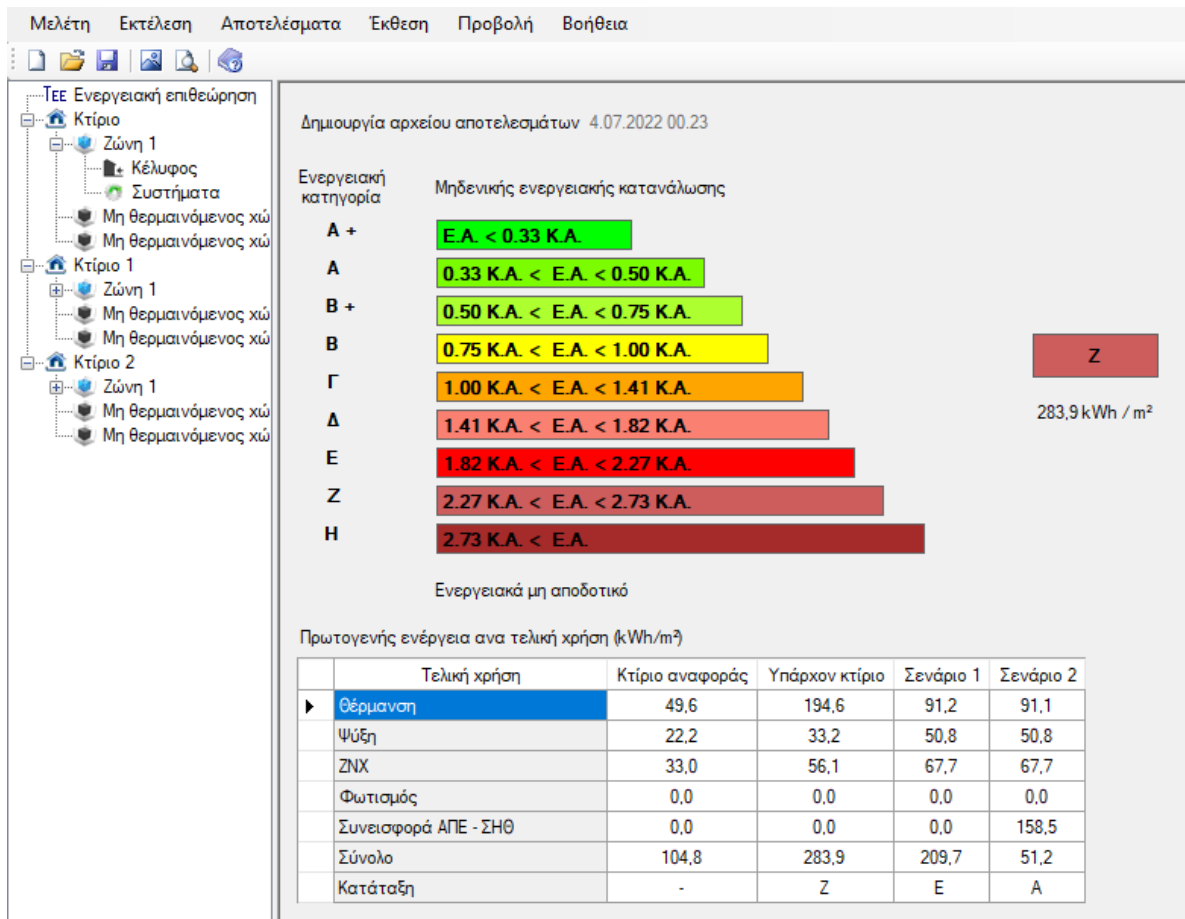 Μελέτη Εκτέλεση Αποτελέσματα Έκθεση Προβολή Βοήθεια
TEE Ενεργειακή επιθεώρηση
Κτίριο
Ζώνη 1
Κέλυφος
Συστήματα
Μη θερμαινόμενος χώ
Μη θερμαινόμενος χώ
Κτίριο 1
Ζώνη 1
Μη θερμαινόμενος χώ
Μη θερμαινόμενος χώ
Κτίριο 2
Ζώνη 1
Μη θερμαινόμενος χώ
Μη θερμαινόμενος χώ
Δημιουργία αρχείου αποτελεσμάτων 4.07.2022 00.23
Ενεργειακή
κατηγορία
Μηδενικής ενεργειακής κατανάλωσης
A + Ε.Α. < 0.33 Κ.Α.
A 0.33 Κ.Α. < Ε.Α. < 0.50 Κ.Α.
B + 0.50 Κ.Α. < Ε.Α. < 0.75 Κ.Α.
B 0.75 Κ.Α. < Ε.Α. < 1.00 Κ.Α.
Γ 1.00 Κ.Α. < Ε.Α. < 1.41 Κ.Α.
Δ 1.41 Κ.Α. < Ε.Α. < 1.82 Κ.Α.
Ε 1.82 Κ.Α. < Ε.Α. < 2.27 Κ.Α.
Ζ 2.27 Κ.Α. < Ε.Α. < 2.73 Κ.Α.
Η 2.73 Κ.Α. < Ε.Α.
Ζ
283,9 kWh / m²
Ενεργειακά μη αποδοτικό
Πρωτογενής ενέργεια ανα τελική χρήση (kWh/m²)
Τελική χρήση Κτίριο αναφοράς Υπάρχον κτίριο Σενάριο 1 Σενάριο 2
Θέρμανση 49,6 194,6 91,2 91,1
Ψύξη 22,2 33,2 50,8 50,8
ΖΝΧ 33,0 56,1 67,7 67,7
Φωτισμός 0,0 0,0 0,0 0,0
Συνεισφορά ΑΠΕ - ΣΗΘ 0,0 0,0 0,0 158,5
Σύνολο 104,8 283,9 209,7 51,2
Κατάταξη - Ζ Ε Α